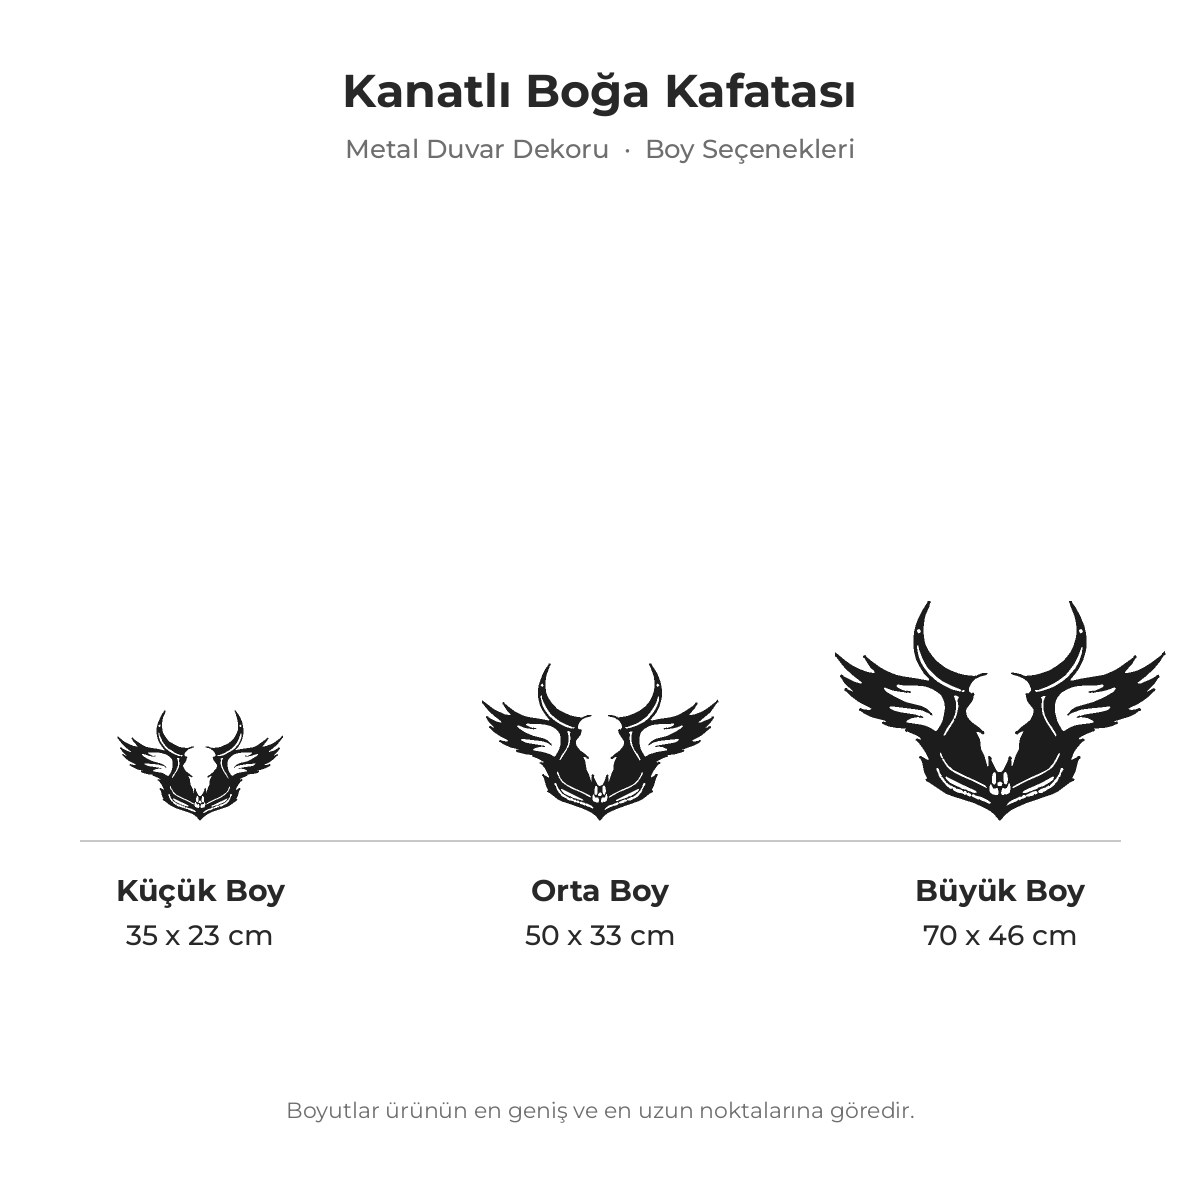 Kanatlı Boğa Kafatası
Metal Duvar Dekoru · Boy Seçenekleri
Küçük Boy
35 x 23 cm
Orta Boy
50 x 33 cm
Büyük Boy
70 x 46 cm
Boyutlar ürünün en geniş ve en uzun noktalarına göredir.